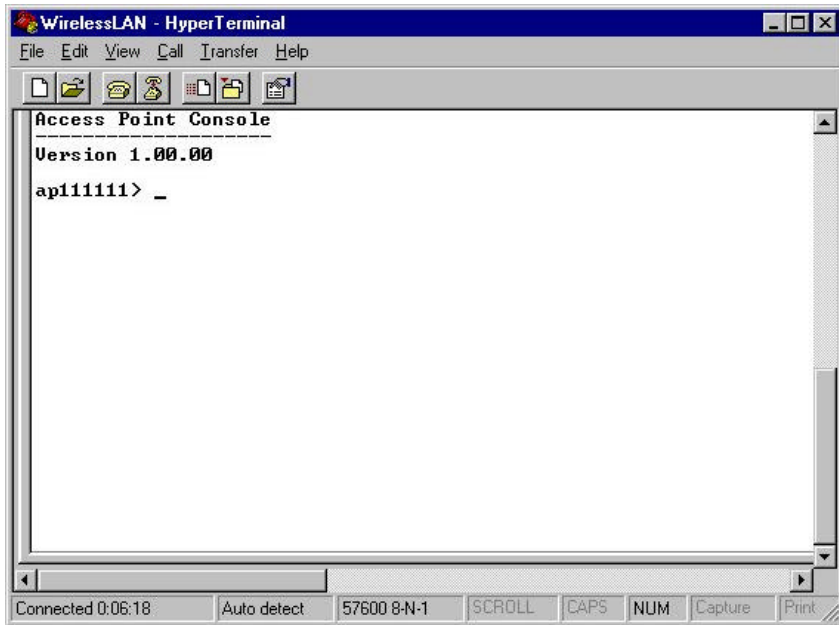 WirelessLAN - HyperTerminal
File Edit View Call Transfer Help
Access Point Console
--------------------
Version 1.00.00
ap111111> _
Connected 0:06:18 Auto detect 57600 8-N-1 SCROLL CAPS NUM Capture Print